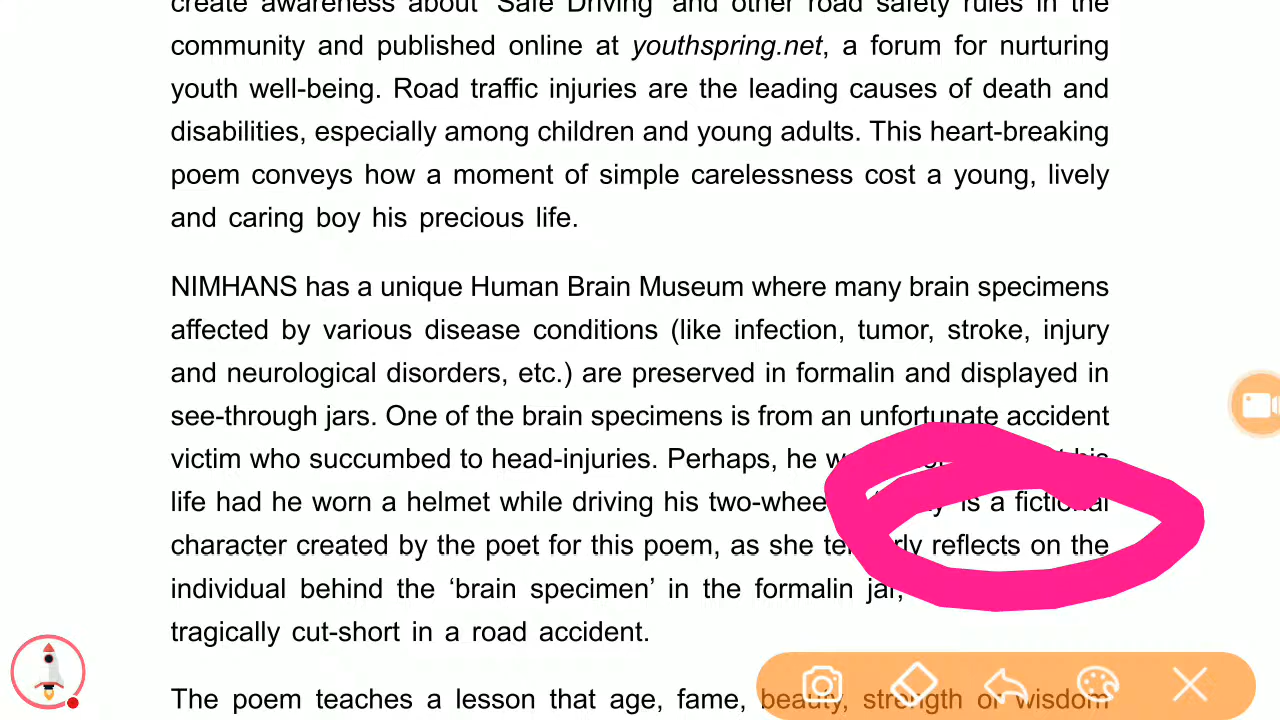 create awareness about 'Safe Driving' and other road safety rules in the
community and published online at youthspring.net, a forum for nurturing
youth well-being. Road traffic injuries are the leading causes of death and
disabilities, especially among children and young adults. This heart-breaking
poem conveys how a moment of simple carelessness cost a young, lively
and caring boy his precious life.
NIMHANS has a unique Human Brain Museum where many brain specimens
affected by various disease conditions (like infection, tumor, stroke, injury
and neurological disorders, etc.) are preserved in formalin and displayed in
see-through jars. One of the brain specimens is from an unfortunate accident
victim who succumbed to head-injuries. Perhaps, he his
life had he worn a helmet while driving his is a fictional
character created by the poet for this poem, as she reflects on the
individual behind the ‘brain specimen’ in the formalin jar,
tragically cut-short in a road accident.
The poem teaches a lesson that age, fame, beauty, strength or wisdom